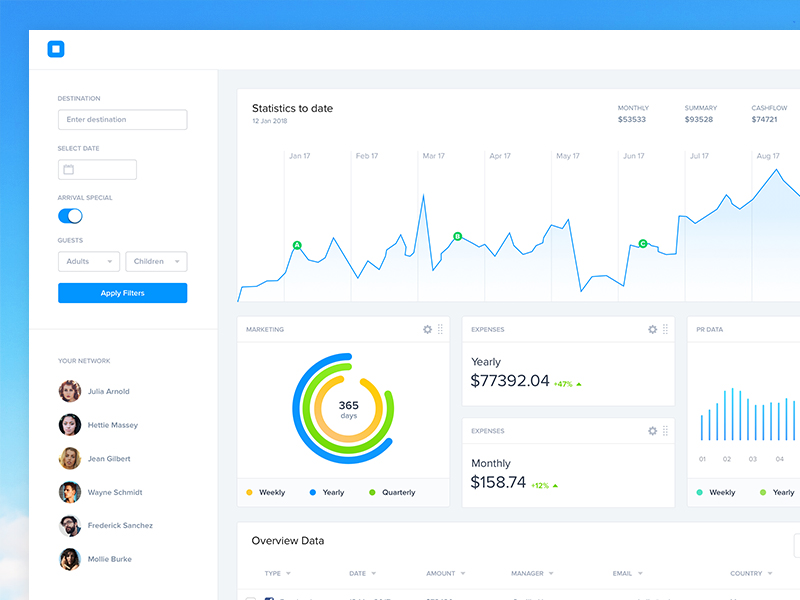 DESTINATION
Enter destination
SELECT DATE
ARRIVAL SPECIAL
GUESTS
Adults
Children
Apply Filters
YOUR NETWORK
Julia Arnold
Hettie Massey
Jean Gilbert
Wayne Schmidt
Frederick Sanchez
Mollie Burke
Statistics to date
12 Jan 2018
MONTHLY SUMMARY CASHFLOW
$53533 $93528 $74721
Jan 17 Feb 17 Mar 17 Apr 17 May 17 Jun 17 Jul 17 Aug 17
A B C
MARKETING
365
days
Weekly Yearly Quarterly
EXPENSES
Yearly
$77392.04 +47%
EXPENSES
Monthly
$158.74 +12%
PR DATA
01 02 03 04
Weekly Yearly
Overview Data
TYPE DATE AMOUNT MANAGER EMAIL COUNTRY